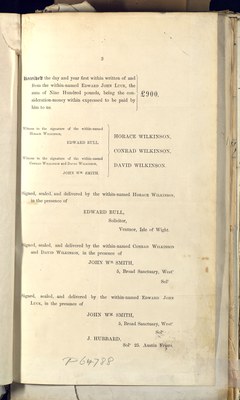 2
Received the day and year first within written of and
from the within-named EDWARD JOHN LUCK, the
sum of Nine Hundred pounds, being the con-
sideration-money within expressed to be paid by
him to us
£900.
Witness to the signature of the within-named
HORACE WILKINSON,
EDWARD BULL.
Witness to the signatures of the within-named
CONRAD WILKINSON and DAVID WILKINSON,
JOHN WM SMITH.
HORACE WILKINSON,
CONRAD WILKINSON,
DAVID WILKINSON
Signed, sealed, and delivered by the within-named HORACE WILKINSON,
in the presence of
EDWARD BULL,
Solicitor,
Ventnor, Isle of Wight
Signed, sealed, and delivered by the within-named CONRAD WILKINSON
and DAVID WILKINSON, in the presence of
JOHN WM SMITH,
5, Broad Sanctuary, West
Sol
Signed, sealed, and delivered by the within-named EDWARD JOHN
LUCK, in the presence of
JOHN WM SMITH,
5, Broad Sanctuary, West
Sol
J. HUBBARD,
Sol 25, Austin Friars.
P64788